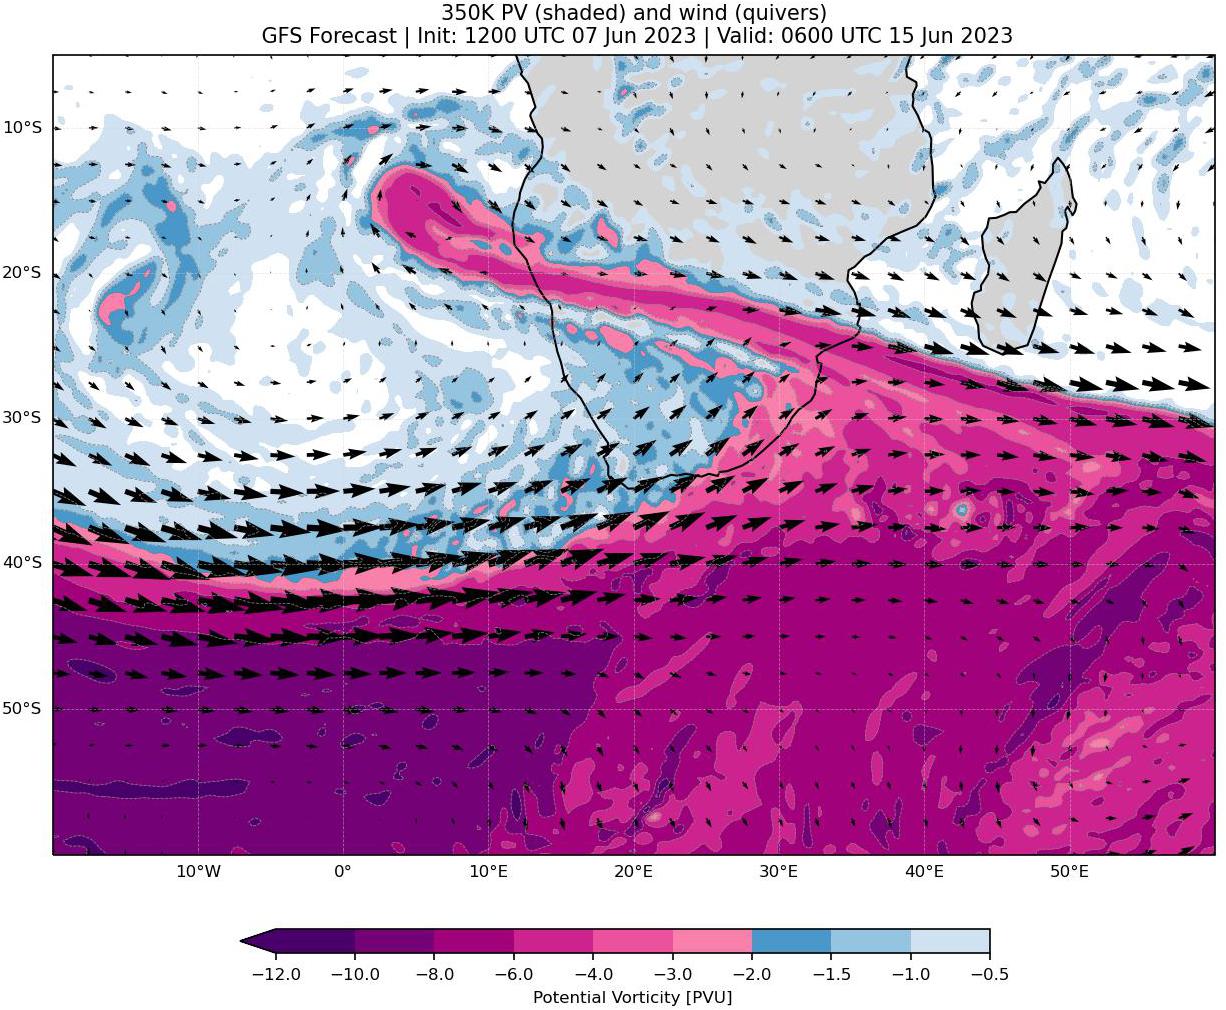 350K PV (shaded) and wind (quivers)
GFS Forecast | Init: 1200 UTC 07 Jun 2023 | Valid: 0600 UTC 15 Jun 2023
10°S
20°S
30°S
40°S
50°S
10°W 0° 10°E 20°E 30°E 40°E 50°E
−12.0 −10.0 −8.0 −6.0 −4.0 −3.0 −2.0 −1.5 −1.0 −0.5
Potential Vorticity [PVU]